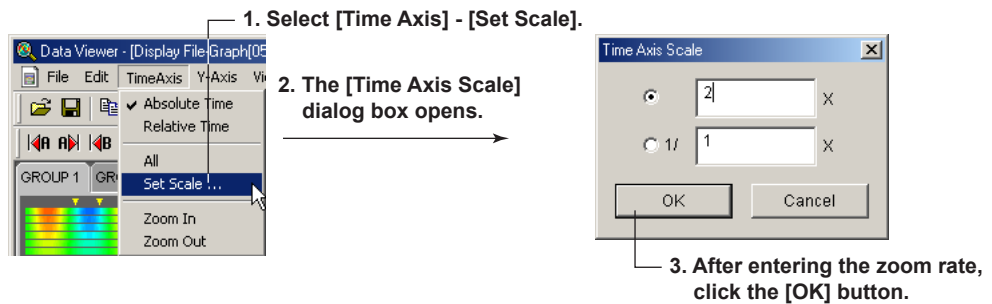 1. Select [Time Axis] - [Set Scale].
Data Viewer - [Display File-Graph[05
File Edit TimeAxis Y-Axis Vi
Absolute Time
Relative Time
All
Set Scale ...
Zoom In
Zoom Out
A A B
GROUP 1 GR
2. The [Time Axis Scale]
dialog box opens.
Time Axis Scale
2 X
1/ 1 X
OK Cancel
3. After entering the zoom rate,
click the [OK] button.